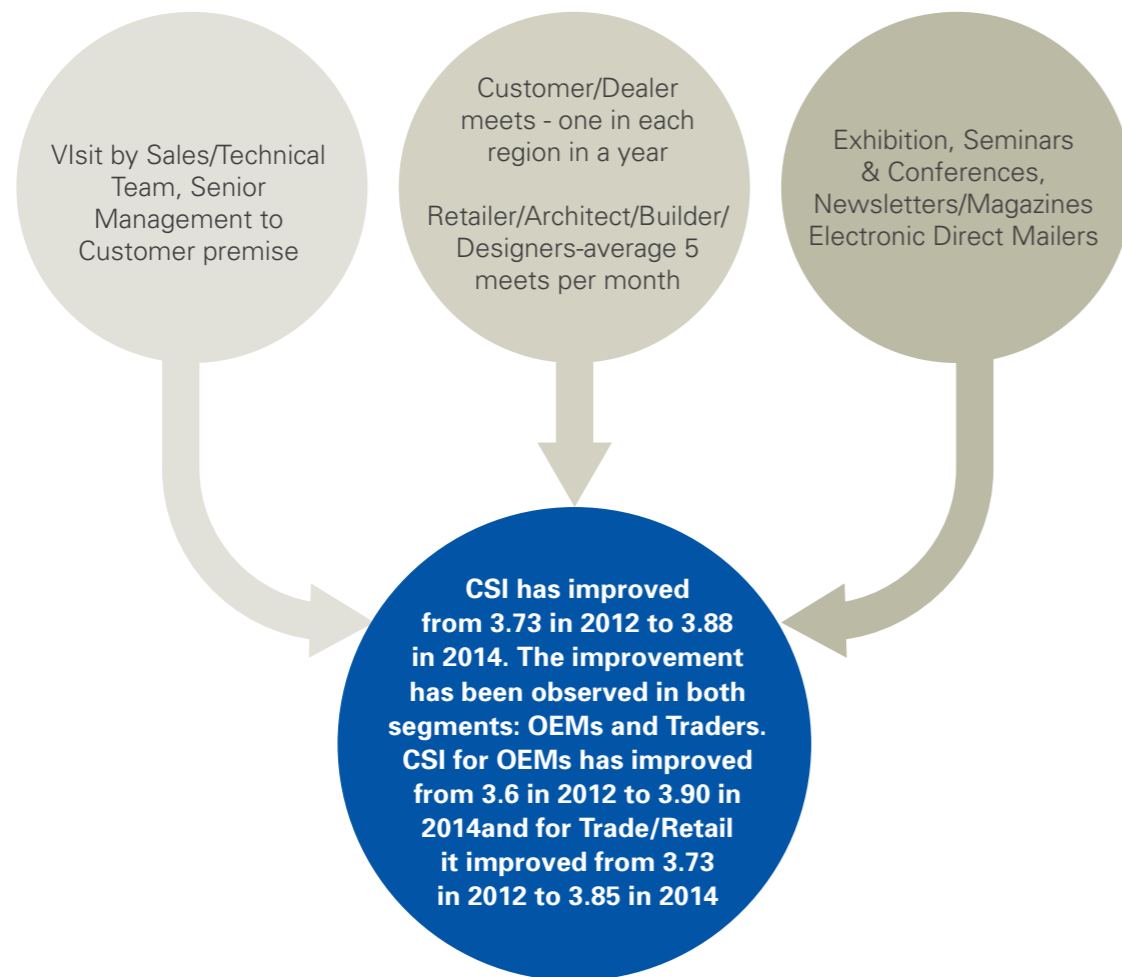 VIsit by Sales/Technical
Team, Senior
Management to
Customer premise
Customer/Dealer
meets - one in each
region in a year
Retailer/Architect/Builder/
Designers-average 5
meets per month
Exhibition, Seminars
& Conferences,
Newsletters/Magazines
Electronic Direct Mailers
CSI has improved
from 3.73 in 2012 to 3.88
in 2014. The improvement
has been observed in both
segments: OEMs and Traders.
CSI for OEMs has improved
from 3.6 in 2012 to 3.90 in
2014and for Trade/Retail
it improved from 3.73
in 2012 to 3.85 in 2014